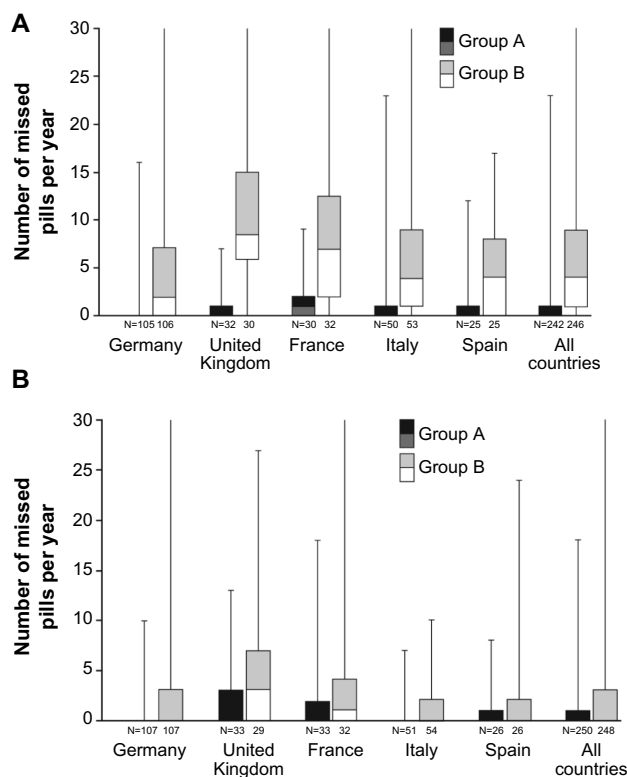 A
Number of missed
pills per year
30
25
20
15
10
5
0
Group A
Group B
N=105 106 N=32 30 N=30 32 N=50 53 N=25 25 N=242 246
Germany United Kingdom France Italy Spain All countries
B
Number of missed
pills per year
30
25
20
15
10
5
0
Group A
Group B
N=107 107 N=33 29 N=33 32 N=51 54 N=26 26 N=250 248
Germany United Kingdom France Italy Spain All countries